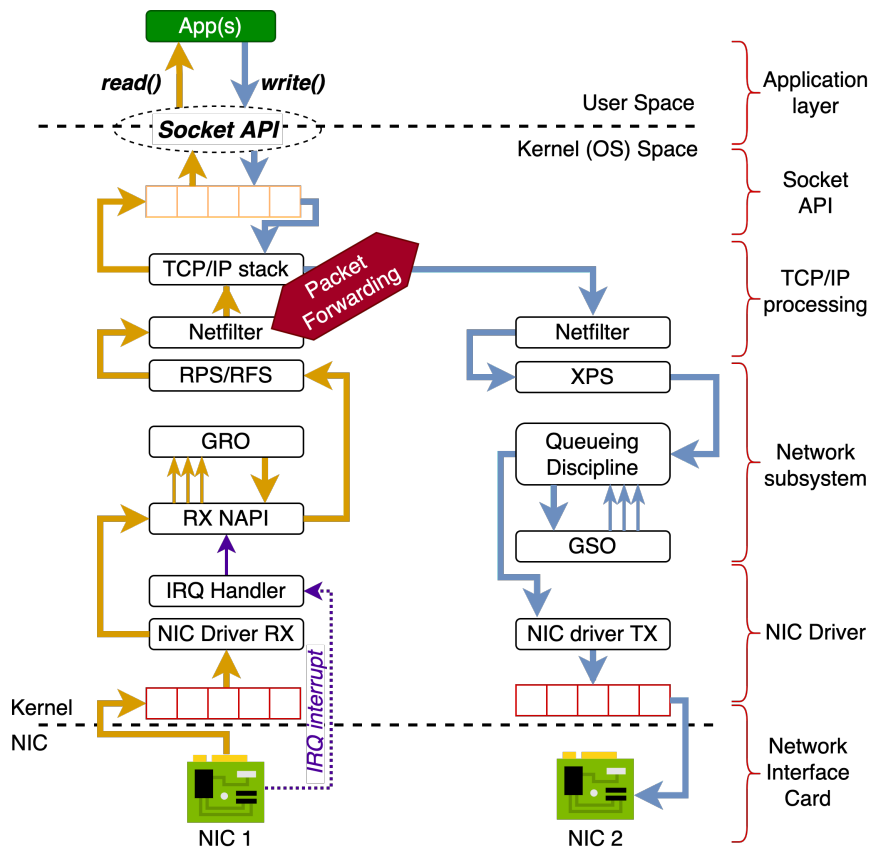 App(s)
read()
write()
Socket API
User Space
Kernel (OS) Space
Application
layer
Socket
API
TCP/IP stack
Packet
Forwarding
TCP/IP
processing
Netfilter
Netfilter
RPS/RFS
XPS
GRO
Queueing
Discipline
Network
subsystem
RX NAPI
GSO
IRQ Handler
NIC Driver RX
IRQ interrupt
NIC driver TX
NIC Driver
Kernel
NIC
Network
Interface
Card
NIC 1
NIC 2